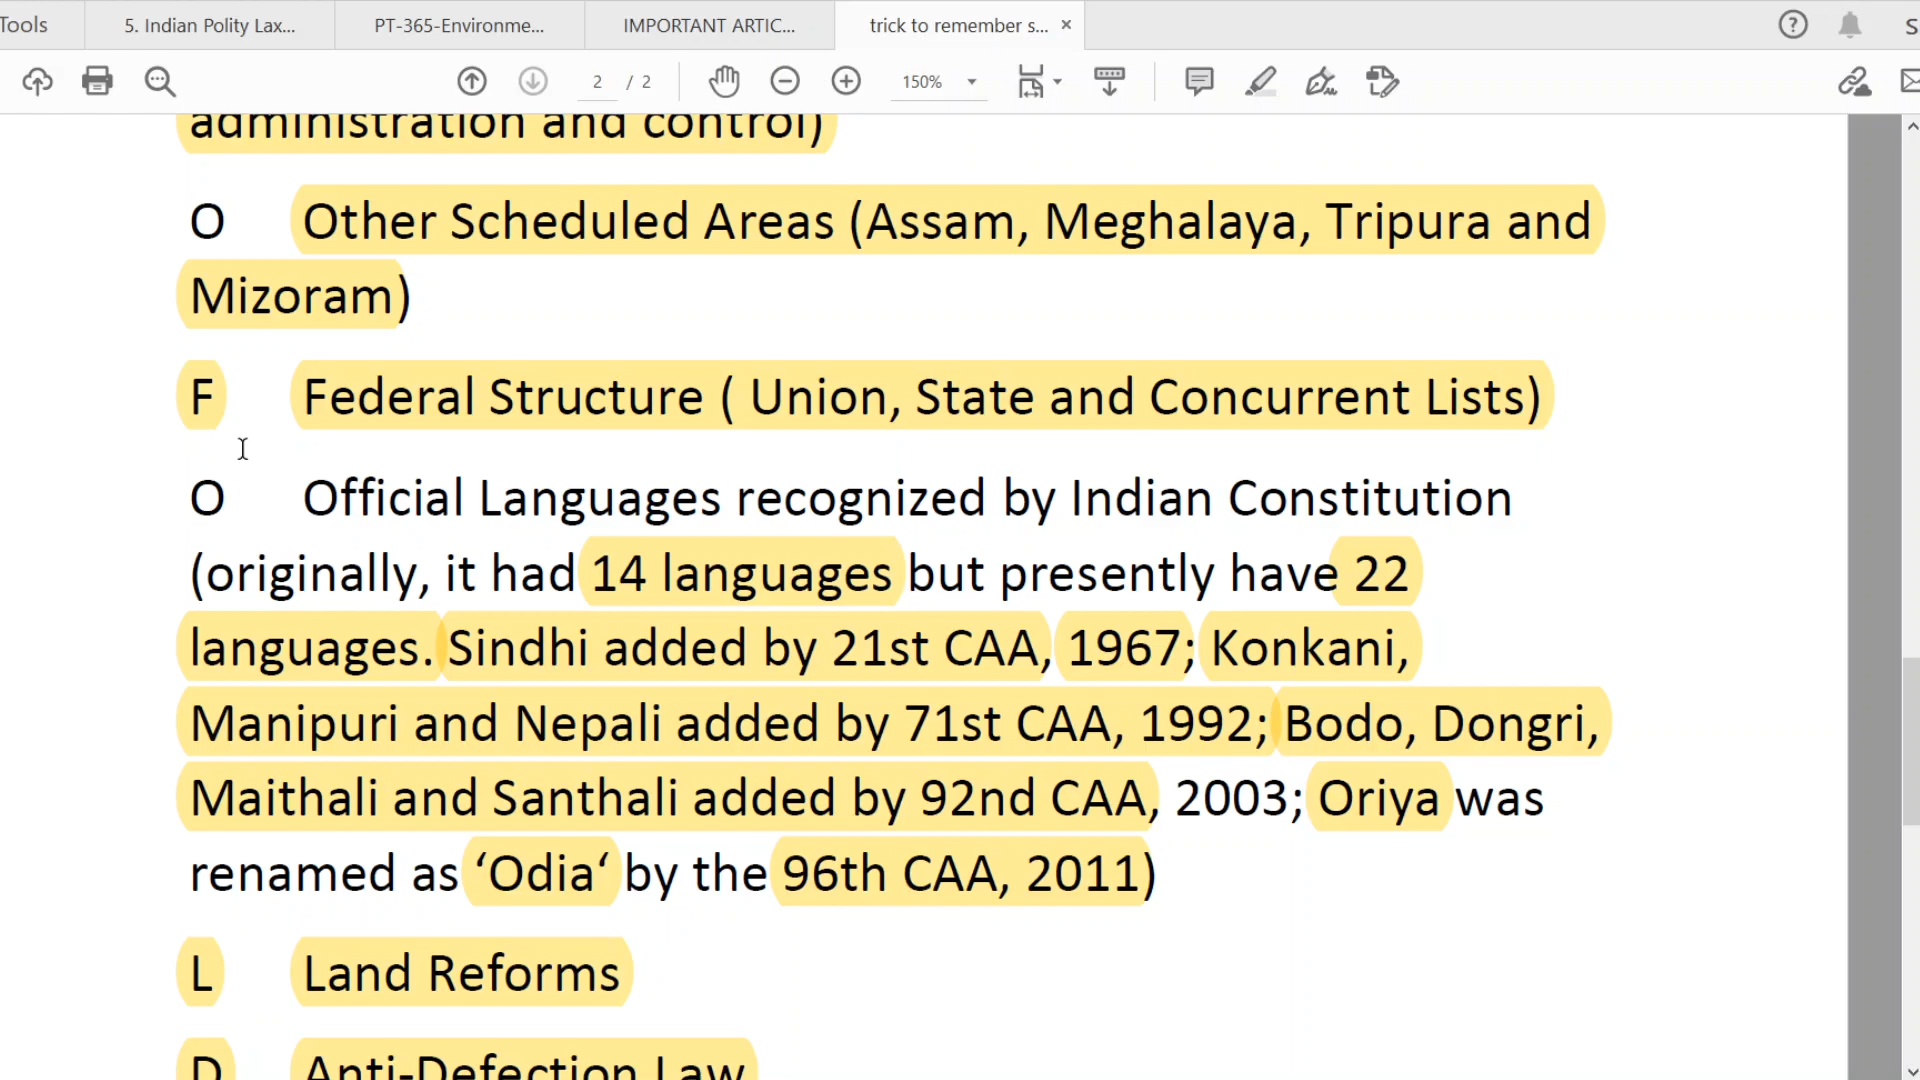 Tools 5. Indian Polity Lax... PT-365-Environme... IMPORTANT ARTIC... trick to remember s... × ? S
2 / 2 150%
administration and control)
O Other Scheduled Areas (Assam, Meghalaya, Tripura and
Mizoram)
F Federal Structure ( Union, State and Concurrent Lists)
O Official Languages recognized by Indian Constitution
(originally, it had 14 languages but presently have 22
languages. Sindhi added by 21st CAA, 1967; Konkani,
Manipuri and Nepali added by 71st CAA, 1992; Bodo, Dongri,
Maithali and Santhali added by 92nd CAA, 2003; Oriya was
renamed as ‘Odia‘ by the 96th CAA, 2011)
L Land Reforms
D Anti-Defection Law